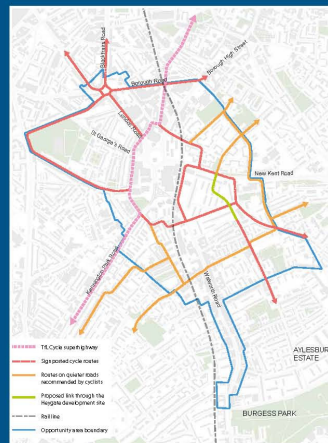 Blackfriars Road
Borough High Street
Borough Road
London Road
St George's Road
New Kent Road
Kennington Park Road
Walworth Road
TfL Cycle superhighway
Signposted cycle routes
Routes on quieter roads
recommended by cyclists
Proposed link through the
Heygate development site
Rail line
Opportunity area boundary
AYLESBURY
ESTATE
BURGESS PARK